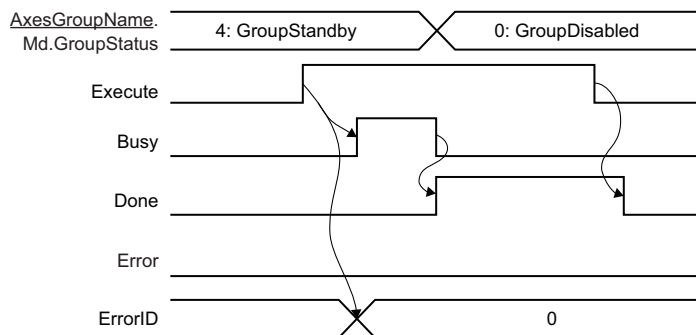 AxesGroupName.
Md.GroupStatus
4: GroupStandby
0: GroupDisabled
Execute
Busy
Done
Error
ErrorID
0